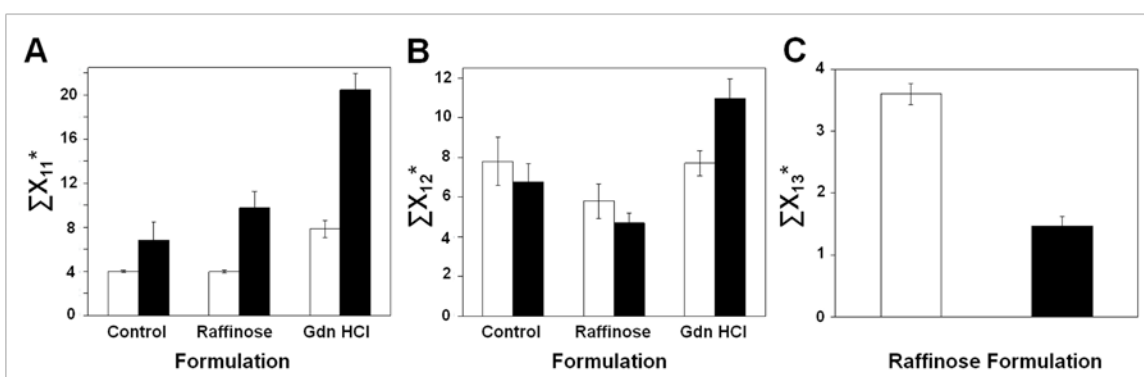 A
∑X₁₁*
20
16
12
8
4
0
Control Raffinose Gdn HCl
Formulation
B
∑X₁₂*
12
10
8
6
4
2
0
Control Raffinose Gdn HCl
Formulation
C
∑X₁₃*
4
3
2
1
0
Raffinose Formulation